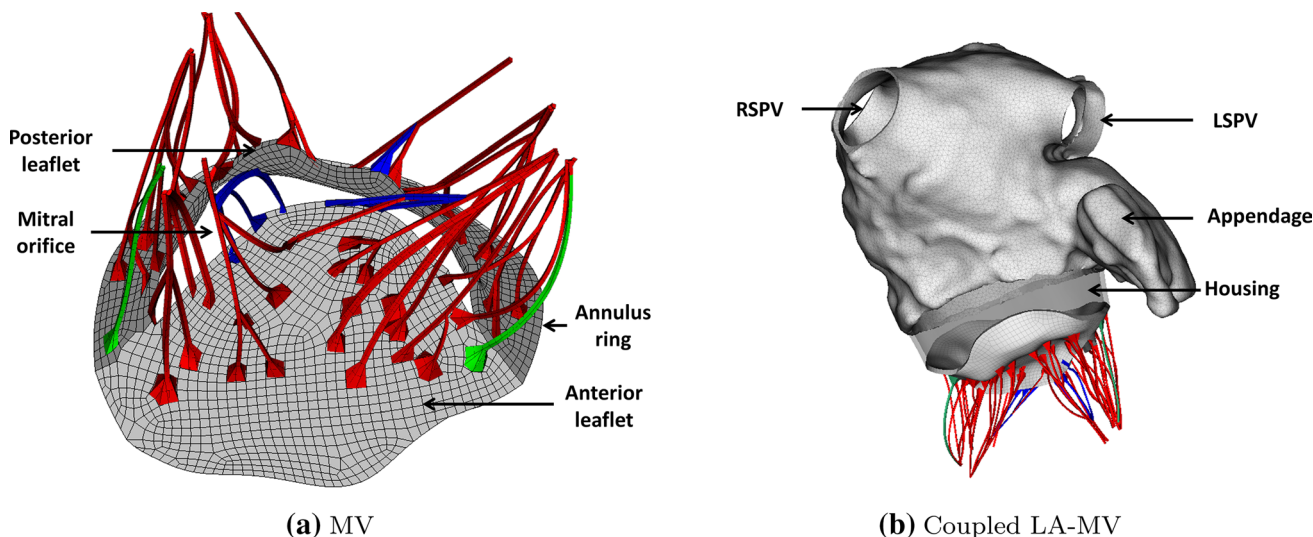 Posterior
leaflet
Mitral
orifice
Annulus
ring
Anterior
leaflet
(a) MV
RSPV
LSPV
Appendage
Housing
(b) Coupled LA-MV